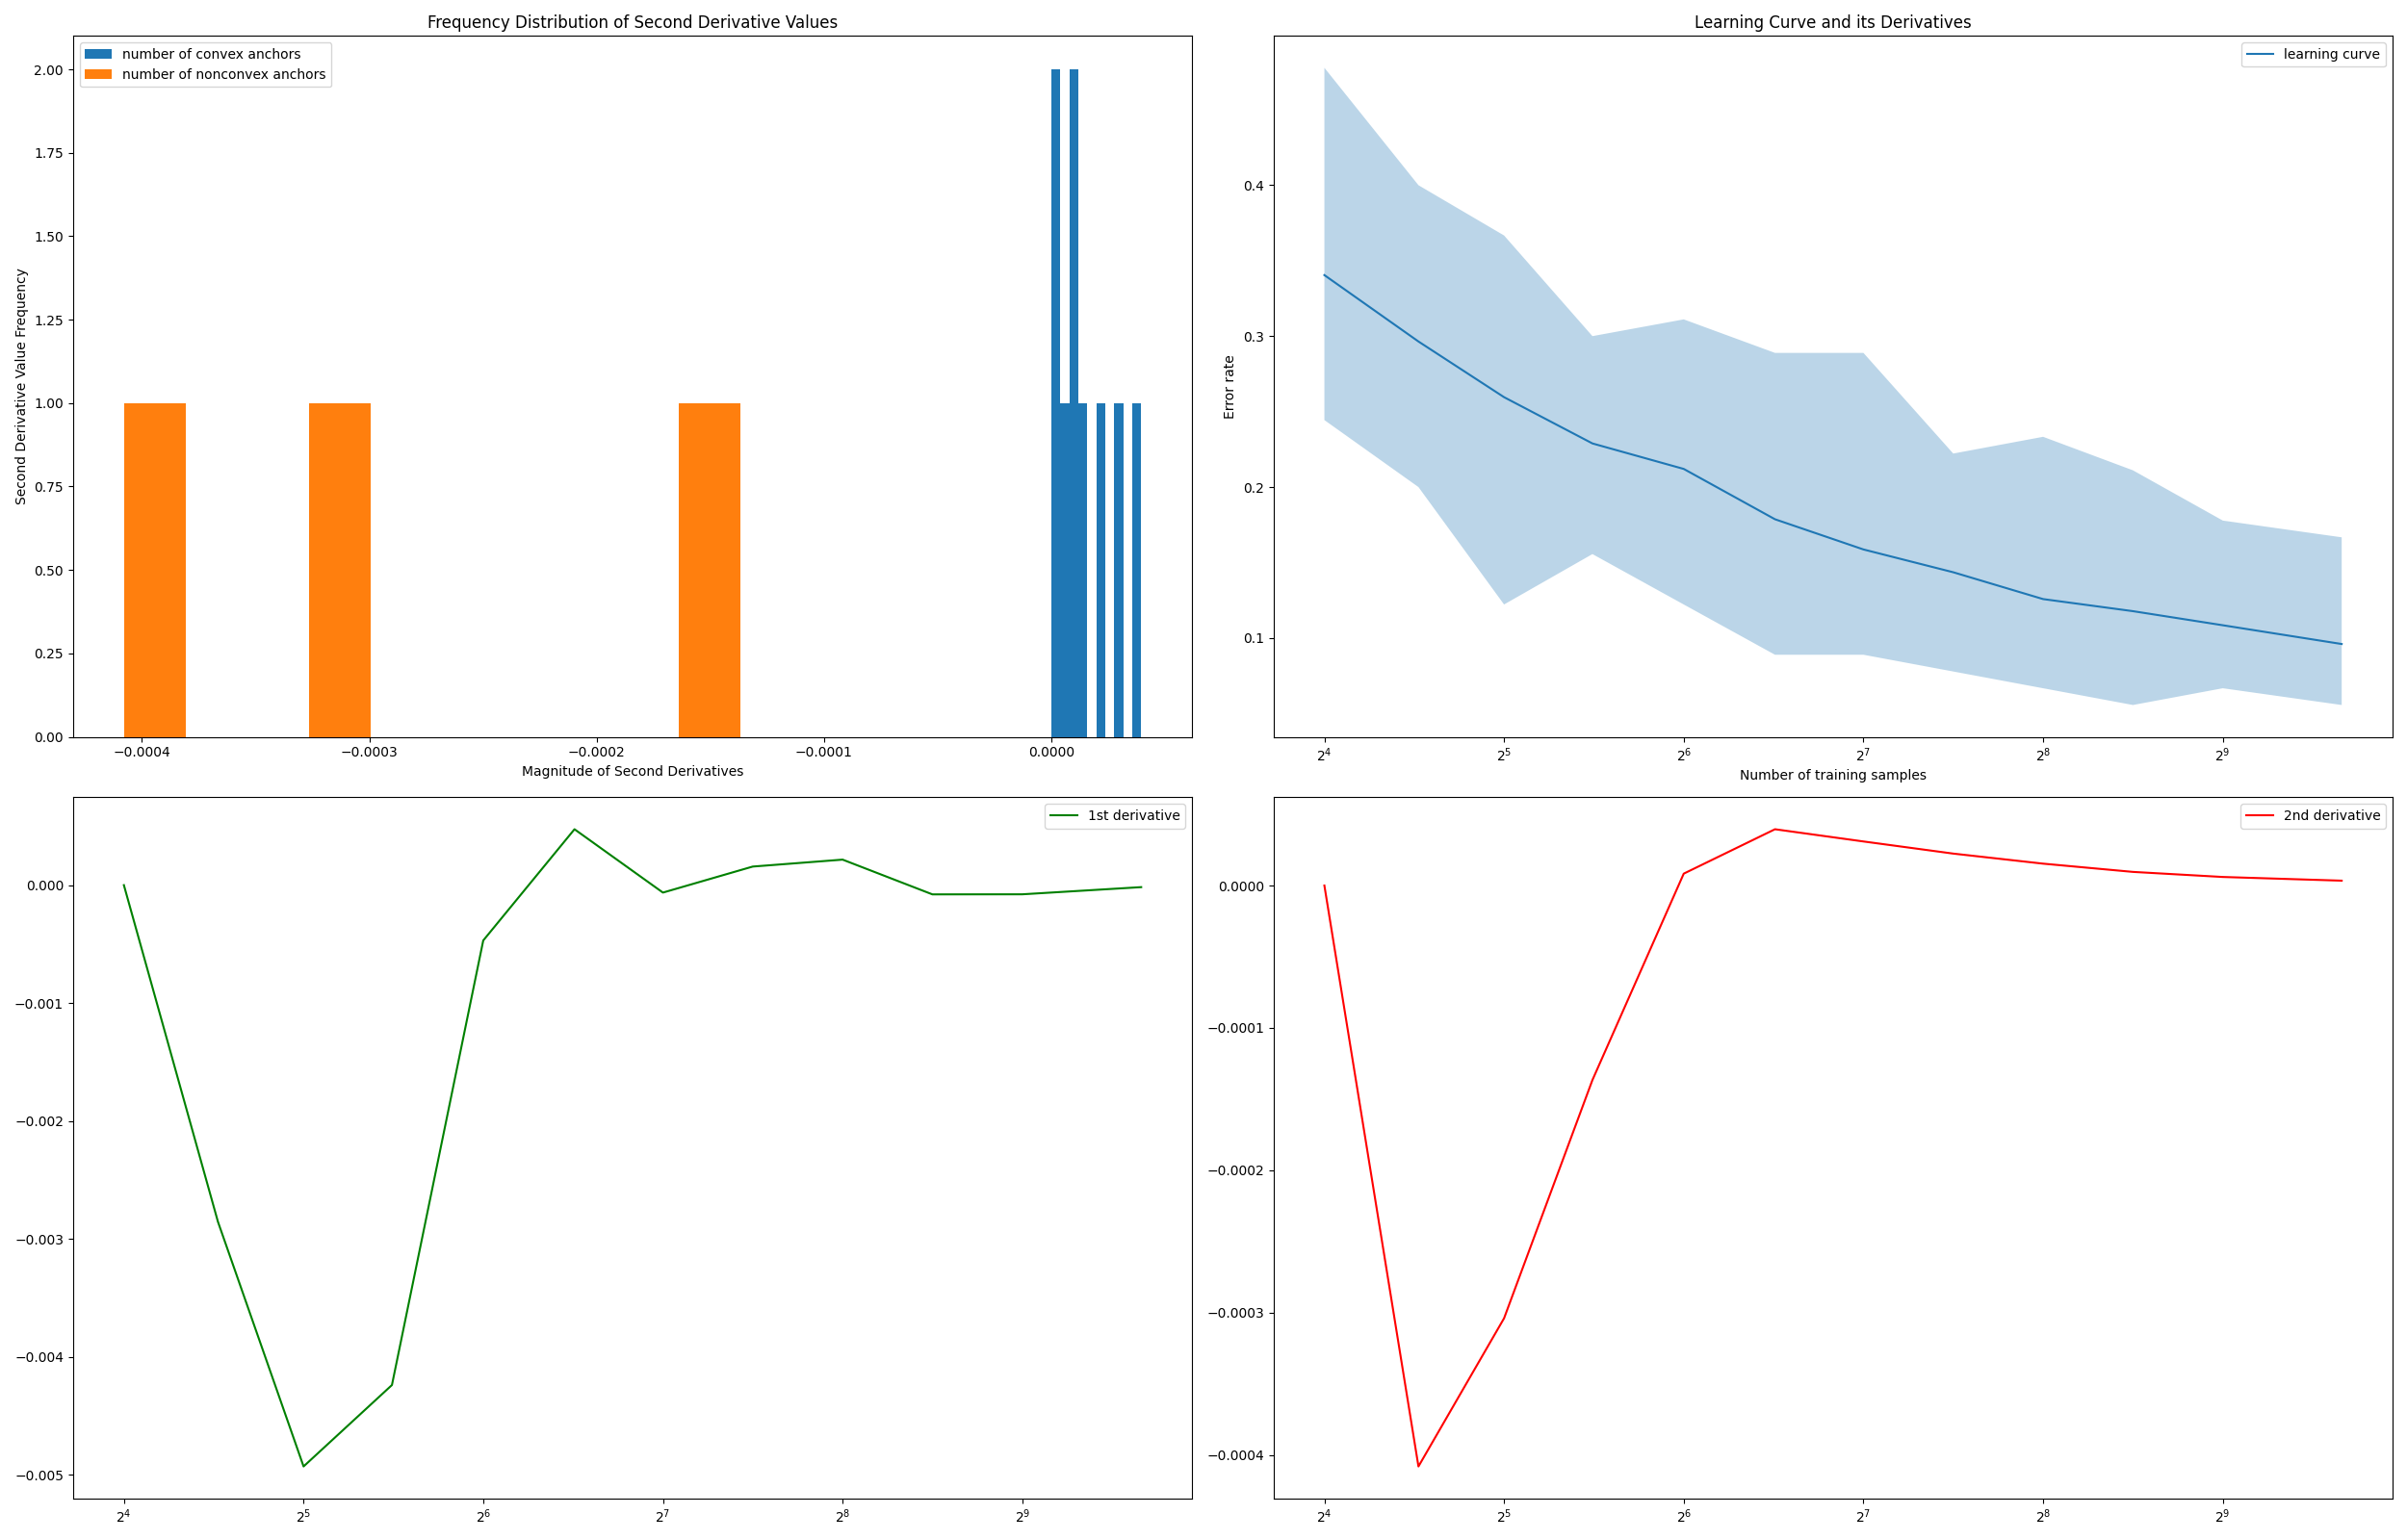 Frequency Distribution of Second Derivative Values
number of convex anchors
number of nonconvex anchors
2.00
1.75
1.50
1.25
1.00
0.75
0.50
0.25
0.00
Second Derivative Value Frequency
−0.0004 −0.0003 −0.0002 −0.0001 0.0000
Magnitude of Second Derivatives
Learning Curve and its Derivatives
learning curve
0.4
0.3
0.2
0.1
Error rate
2⁴ 2⁵ 2⁶ 2⁷ 2⁸ 2⁹
Number of training samples
1st derivative
0.000
−0.001
−0.002
−0.003
−0.004
−0.005
2⁴ 2⁵ 2⁶ 2⁷ 2⁸ 2⁹
2nd derivative
0.0000
−0.0001
−0.0002
−0.0003
−0.0004
2⁴ 2⁵ 2⁶ 2⁷ 2⁸ 2⁹